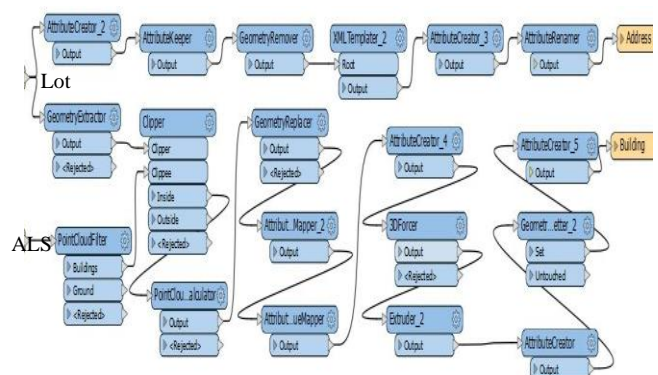 AttributeCreator_2
Output
AttributeKeeper
Output
GeometryRemover
Output
XMLTemplater_2
Root
Output
AttributeCreator_3
Output
AttributeRenamer
Output
Address
Lot
GeometryExtractor
Output
<Rejected>
Clipper
Clipper
Clippee
Inside
Outside
<Rejected>
GeometryReplacer
Output
<Rejected>
AttributeCreator_4
Output
AttributeCreator_5
Output
Building
ALS
PointCloudFilter
Buildings
Ground
<Rejected>
PointClou...alculator
Output
<Rejected>
Attribut...Mapper_2
Output
Attribut...ueMapper
Output
3DForcer
Output
<Rejected>
Extruder_2
Output
Geometr...etter_2
Set
Untouched
AttributeCreator
Output